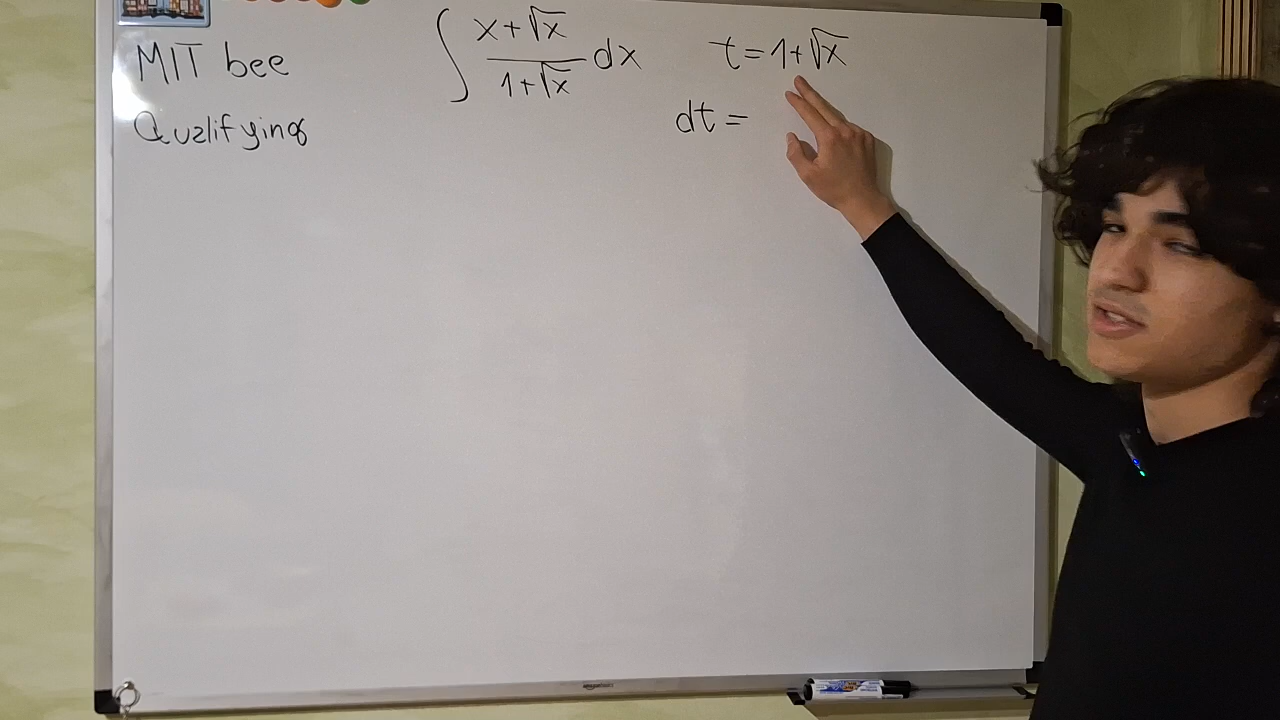 MIT bee
Qualifying
∫ (x+√x)/(1+√x) dx
t=1+√x
dt =